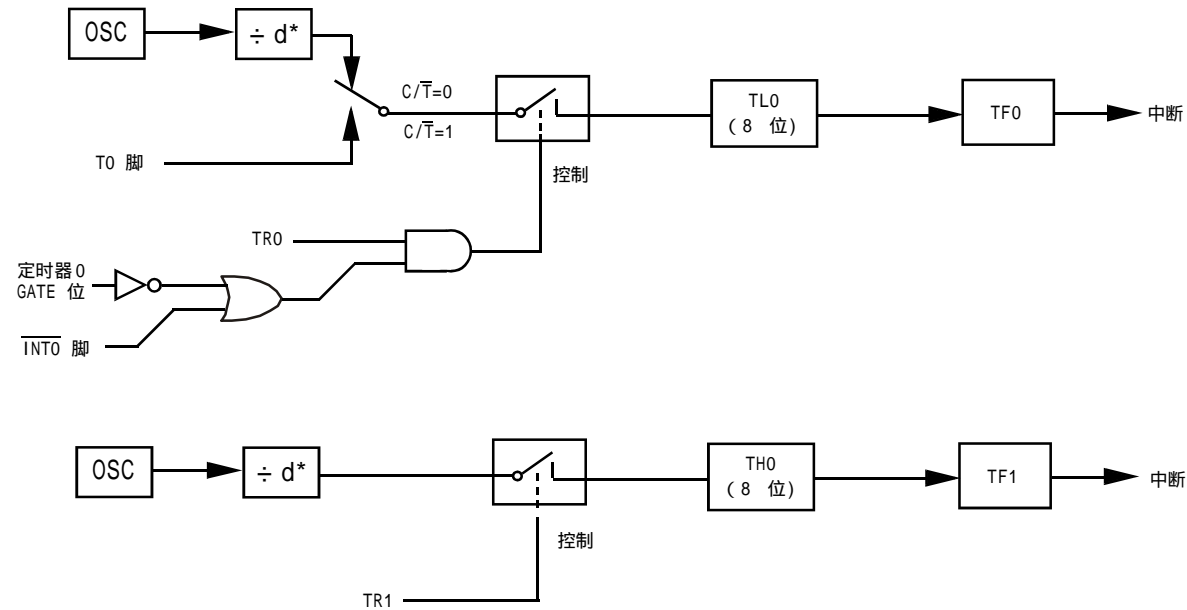 OSC
÷ d*
C/T̅=0
C/T̅=1
T0 脚
控制
TL0
(8 位)
TF0
中断
TR0
定时器0
GATE 位
I̅N̅T̅0̅ 脚
OSC
÷ d*
控制
TR1
TH0
(8 位)
TF1
中断